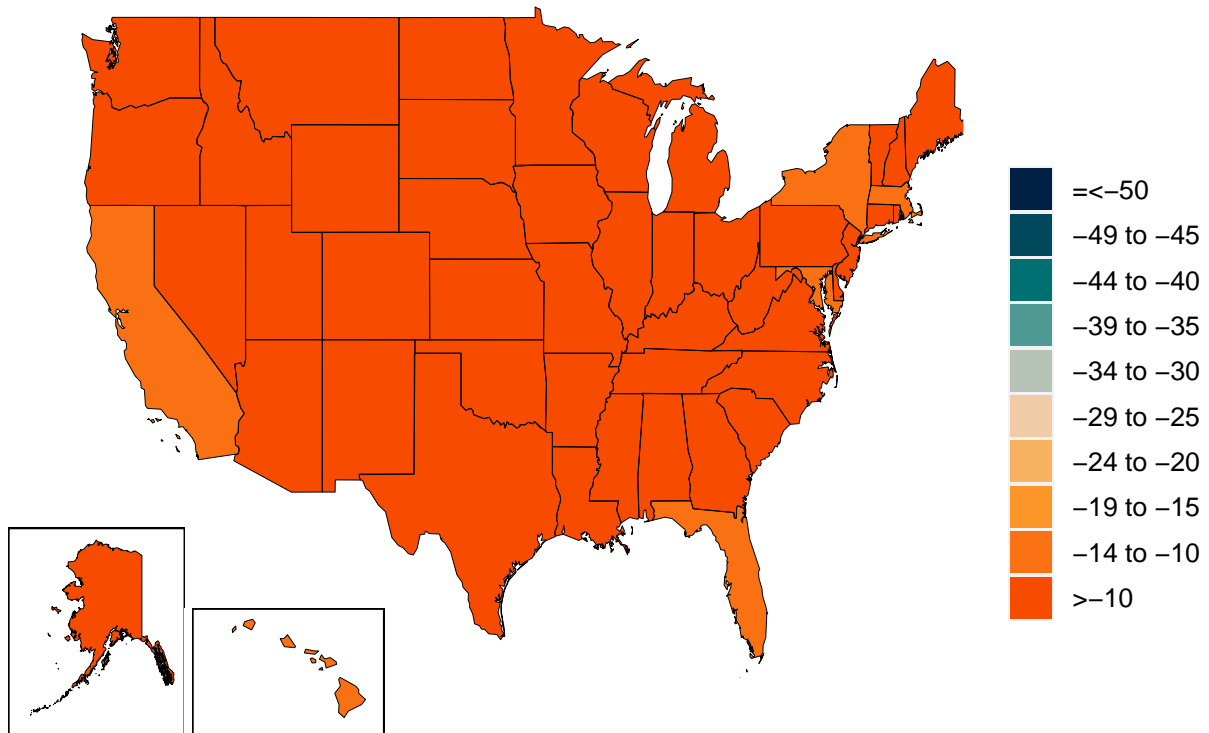 =<−50
−49 to −45
−44 to −40
−39 to −35
−34 to −30
−29 to −25
−24 to −20
−19 to −15
−14 to −10
>−10